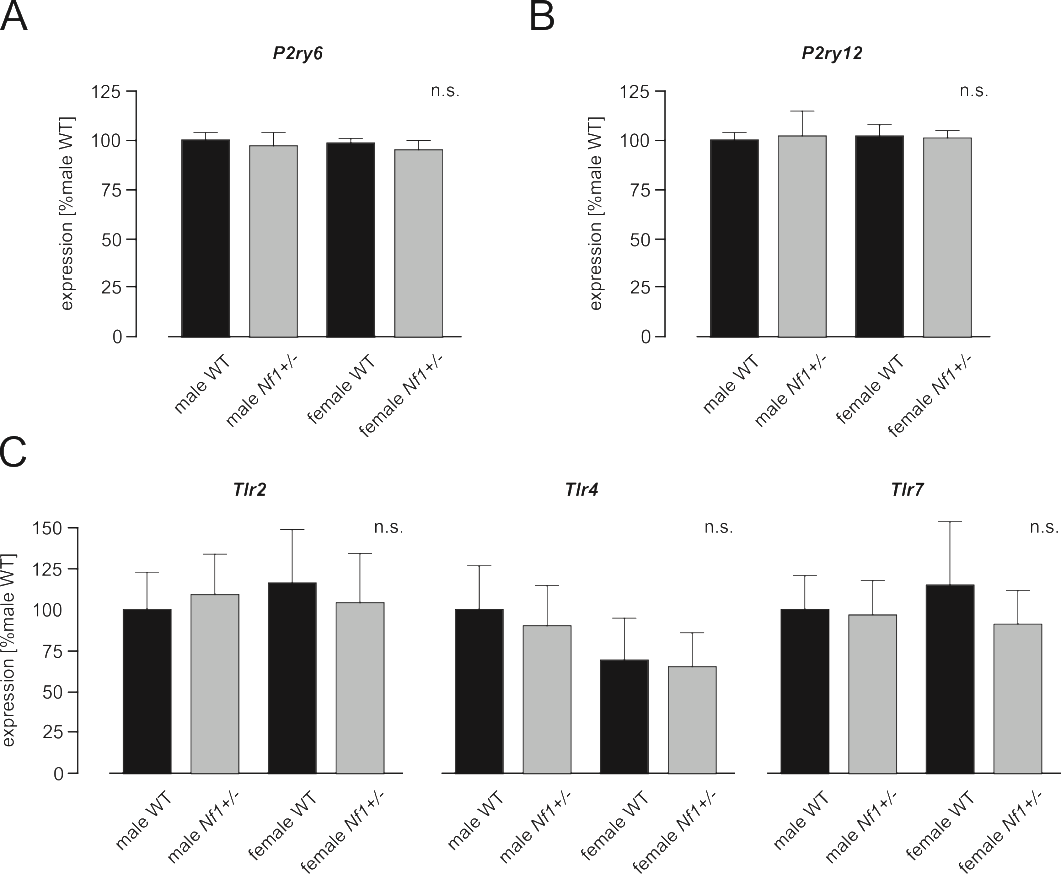 A
P2ry6
n.s.
expression [%male WT]
125
100
75
50
25
0
male WT
male Nf1+/-
female WT
female Nf1+/-
B
P2ry12
n.s.
expression [%male WT]
125
100
75
50
25
0
male WT
male Nf1+/-
female WT
female Nf1+/-
C
expression [%male WT]
150
125
100
75
50
25
0
Tlr2
n.s.
male WT
male Nf1+/-
female WT
female Nf1+/-
Tlr4
n.s.
male WT
male Nf1+/-
female WT
female Nf1+/-
Tlr7
n.s.
male WT
male Nf1+/-
female WT
female Nf1+/-